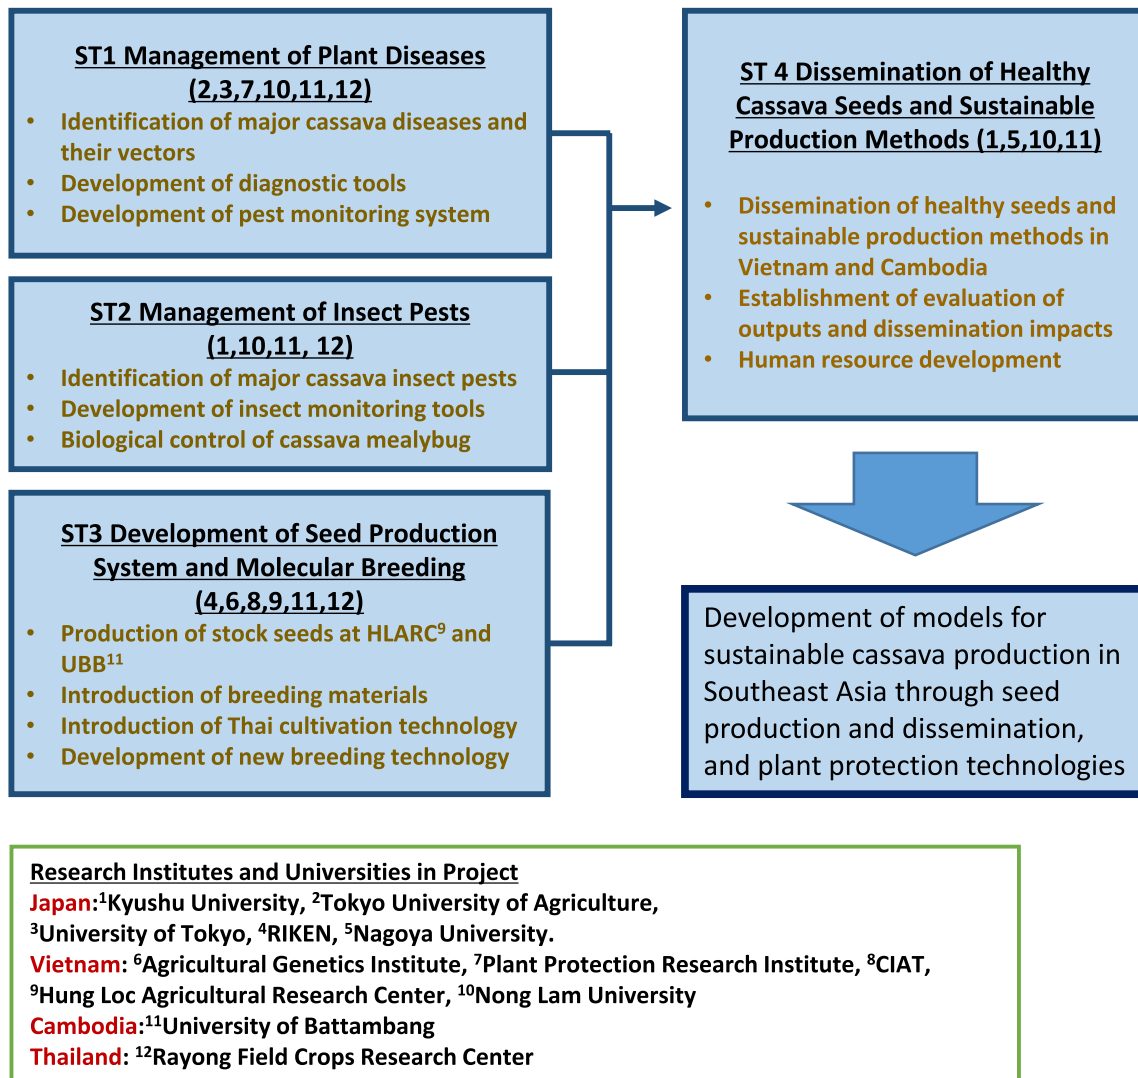 ST1 Management of Plant Diseases
(2,3,7,10,11,12)
• Identification of major cassava diseases and
their vectors
• Development of diagnostic tools
• Development of pest monitoring system
ST2 Management of Insect Pests
(1,10,11, 12)
• Identification of major cassava insect pests
• Development of insect monitoring tools
• Biological control of cassava mealybug
ST3 Development of Seed Production
System and Molecular Breeding
(4,6,8,9,11,12)
• Production of stock seeds at HLARC⁹ and
UBB¹¹
• Introduction of breeding materials
• Introduction of Thai cultivation technology
• Development of new breeding technology
ST 4 Dissemination of Healthy
Cassava Seeds and Sustainable
Production Methods (1,5,10,11)
• Dissemination of healthy seeds and
sustainable production methods in
Vietnam and Cambodia
• Establishment of evaluation of
outputs and dissemination impacts
• Human resource development
Development of models for
sustainable cassava production in
Southeast Asia through seed
production and dissemination,
and plant protection technologies
Research Institutes and Universities in Project
Japan:¹Kyushu University, ²Tokyo University of Agriculture,
³University of Tokyo, ⁴RIKEN, ⁵Nagoya University.
Vietnam: ⁶Agricultural Genetics Institute, ⁷Plant Protection Research Institute, ⁸CIAT,
⁹Hung Loc Agricultural Research Center, ¹⁰Nong Lam University
Cambodia:¹¹University of Battambang
Thailand: ¹²Rayong Field Crops Research Center